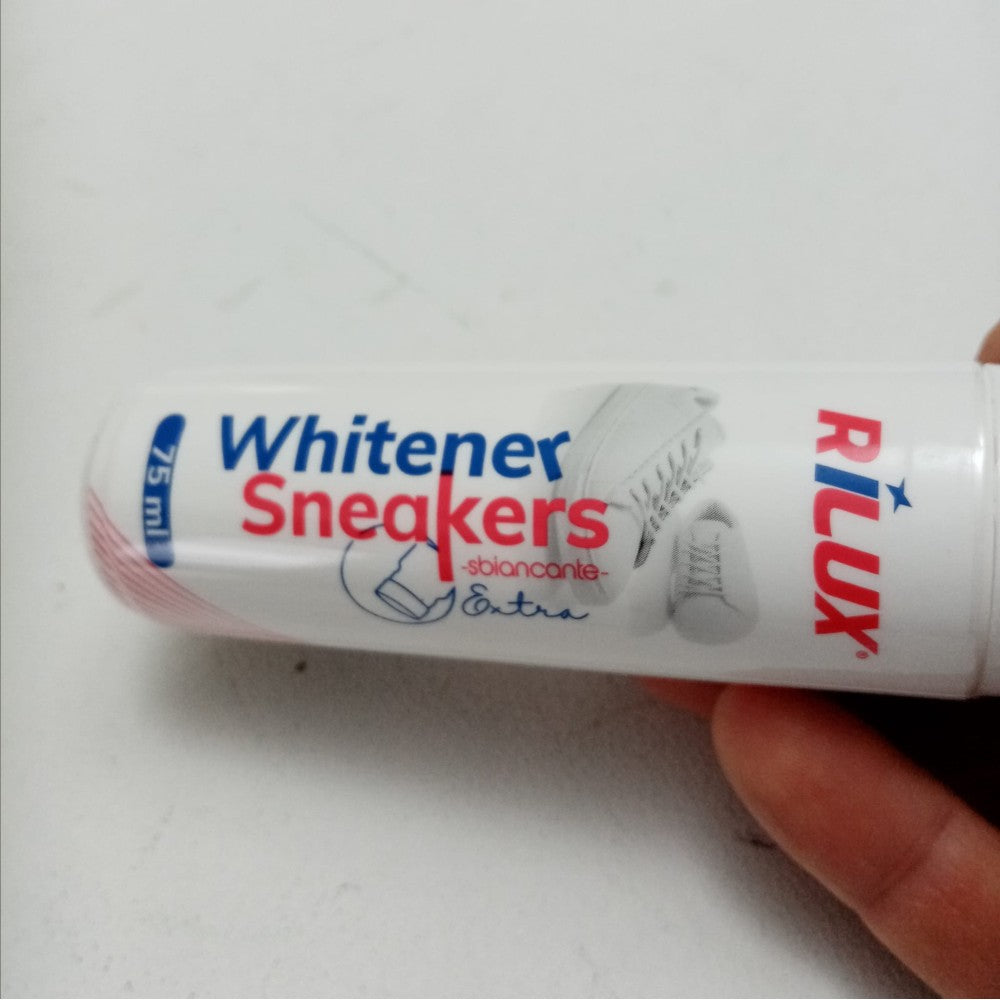 RiLUX®
Whitener
Sneakers
-sbiancante-
Extra
75 ml